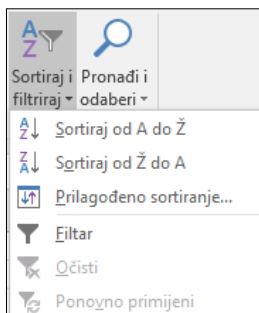 Sortiraj i
filtriraj
Pronađi i
odaberi
Sortiraj od A do Ž
Sortiraj od Ž do A
Prilagođeno sortiranje...
Filtar
Očisti
Ponovno primijeni